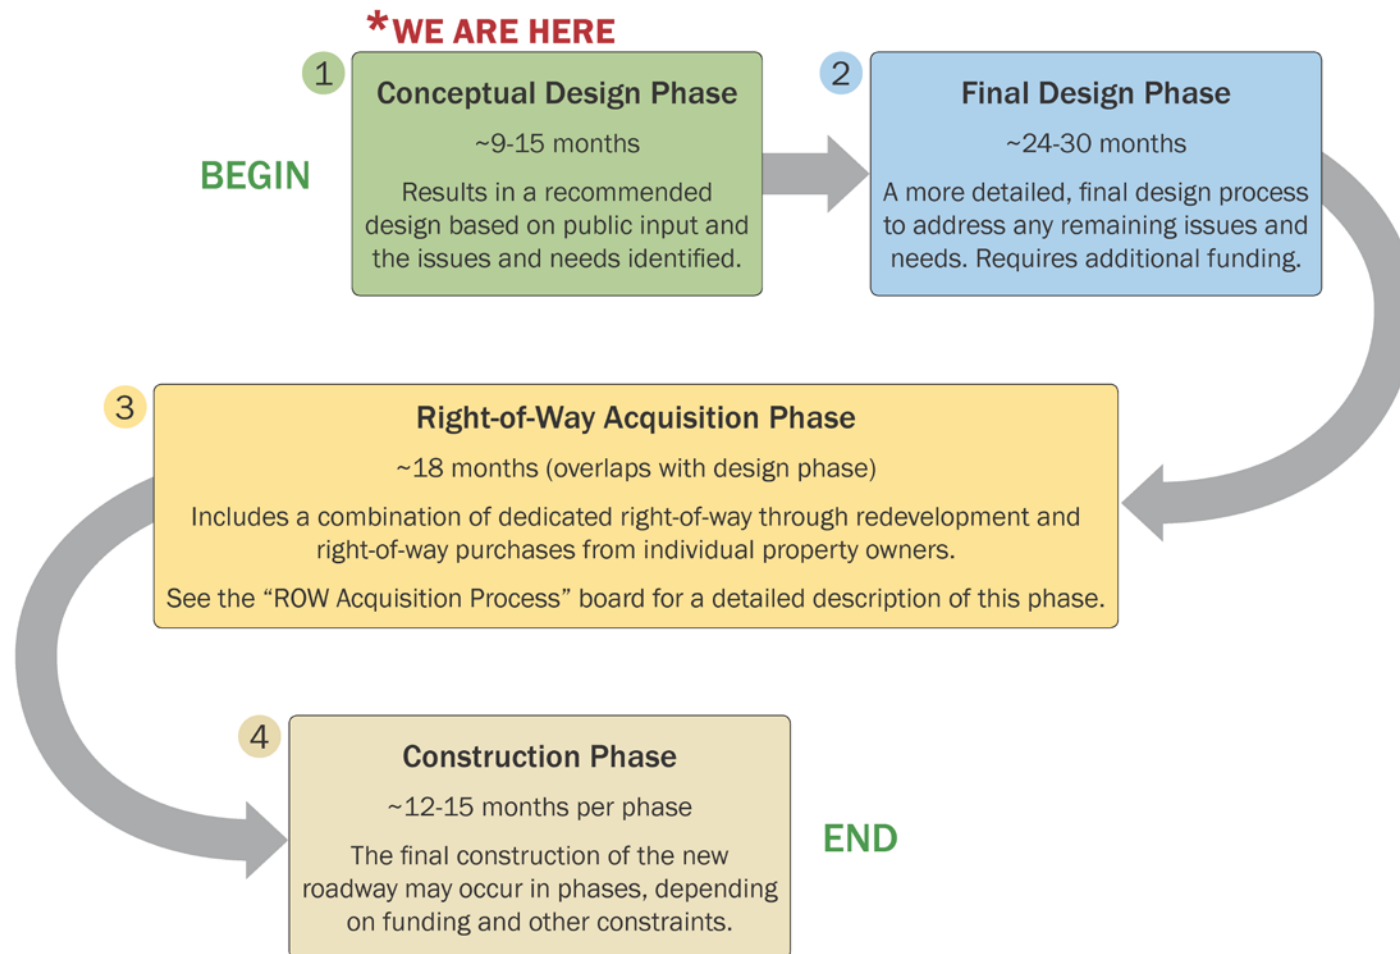 *WE ARE HERE
1
Conceptual Design Phase
~9-15 months
Results in a recommended
design based on public input and
the issues and needs identified.
BEGIN
2
Final Design Phase
~24-30 months
A more detailed, final design process
to address any remaining issues and
needs. Requires additional funding.
3
Right-of-Way Acquisition Phase
~18 months (overlaps with design phase)
Includes a combination of dedicated right-of-way through redevelopment and
right-of-way purchases from individual property owners.
See the “ROW Acquisition Process” board for a detailed description of this phase.
4
Construction Phase
~12-15 months per phase
The final construction of the new
roadway may occur in phases, depending
on funding and other constraints.
END